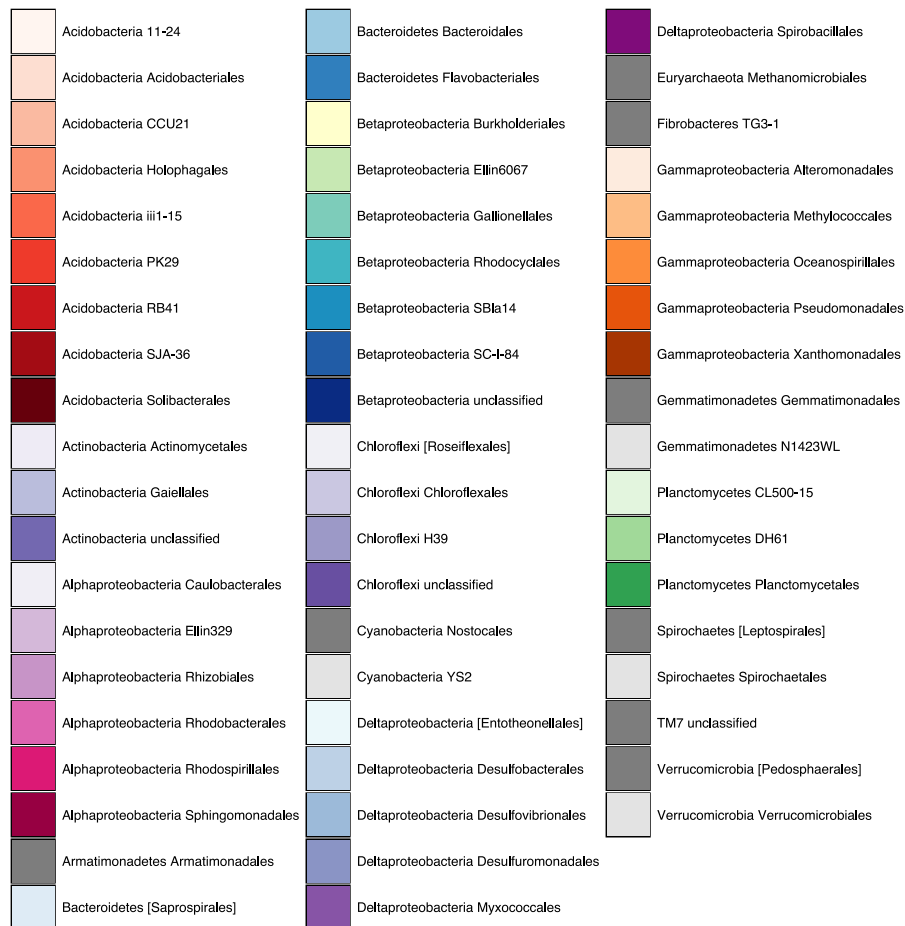 Acidobacteria 11-24
Acidobacteria Acidobacteriales
Acidobacteria CCU21
Acidobacteria Holophagales
Acidobacteria iii1-15
Acidobacteria PK29
Acidobacteria RB41
Acidobacteria SJA-36
Acidobacteria Solibacterales
Actinobacteria Actinomycetales
Actinobacteria Gaiellales
Actinobacteria unclassified
Alphaproteobacteria Caulobacterales
Alphaproteobacteria Ellin329
Alphaproteobacteria Rhizobiales
Alphaproteobacteria Rhodobacterales
Alphaproteobacteria Rhodospirillales
Alphaproteobacteria Sphingomonadales
Armatimonadetes Armatimonadales
Bacteroidetes [Saprospirales]
Bacteroidetes Bacteroidales
Bacteroidetes Flavobacteriales
Betaproteobacteria Burkholderiales
Betaproteobacteria Ellin6067
Betaproteobacteria Gallionellales
Betaproteobacteria Rhodocyclales
Betaproteobacteria SBla14
Betaproteobacteria SC-I-84
Betaproteobacteria unclassified
Chloroflexi [Roseiflexales]
Chloroflexi Chloroflexales
Chloroflexi H39
Chloroflexi unclassified
Cyanobacteria Nostocales
Cyanobacteria YS2
Deltaproteobacteria [Entotheonellales]
Deltaproteobacteria Desulfobacterales
Deltaproteobacteria Desulfovibrionales
Deltaproteobacteria Desulfuromonadales
Deltaproteobacteria Myxococcales
Deltaproteobacteria Spirobacillales
Euryarchaeota Methanomicrobiales
Fibrobacteres TG3-1
Gammaproteobacteria Alteromonadales
Gammaproteobacteria Methylococcales
Gammaproteobacteria Oceanospirillales
Gammaproteobacteria Pseudomonadales
Gammaproteobacteria Xanthomonadales
Gemmatimonadetes Gemmatimonadales
Gemmatimonadetes N1423WL
Planctomycetes CL500-15
Planctomycetes DH61
Planctomycetes Planctomycetales
Spirochaetes [Leptospirales]
Spirochaetes Spirochaetales
TM7 unclassified
Verrucomicrobia [Pedosphaerales]
Verrucomicrobia Verrucomicrobiales